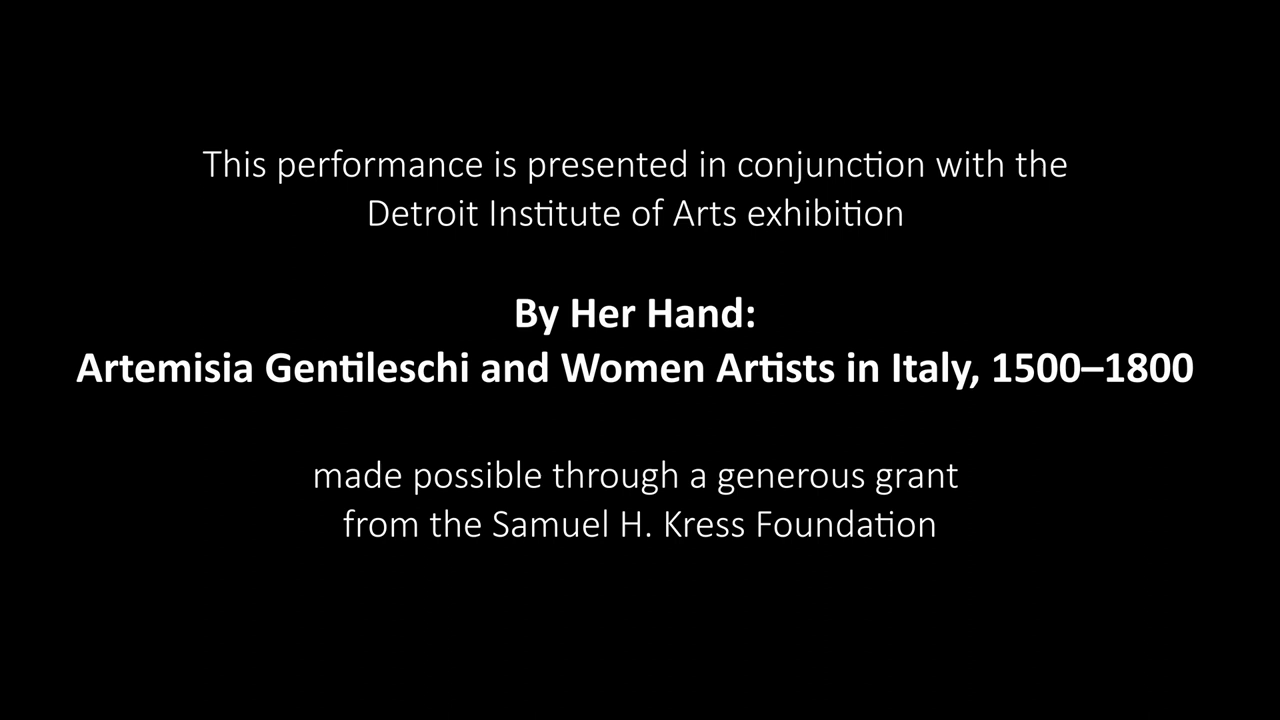 This performance is presented in conjunction with the
Detroit Institute of Arts exhibition
By Her Hand:
Artemisia Gentileschi and Women Artists in Italy, 1500–1800
made possible through a generous grant
from the Samuel H. Kress Foundation